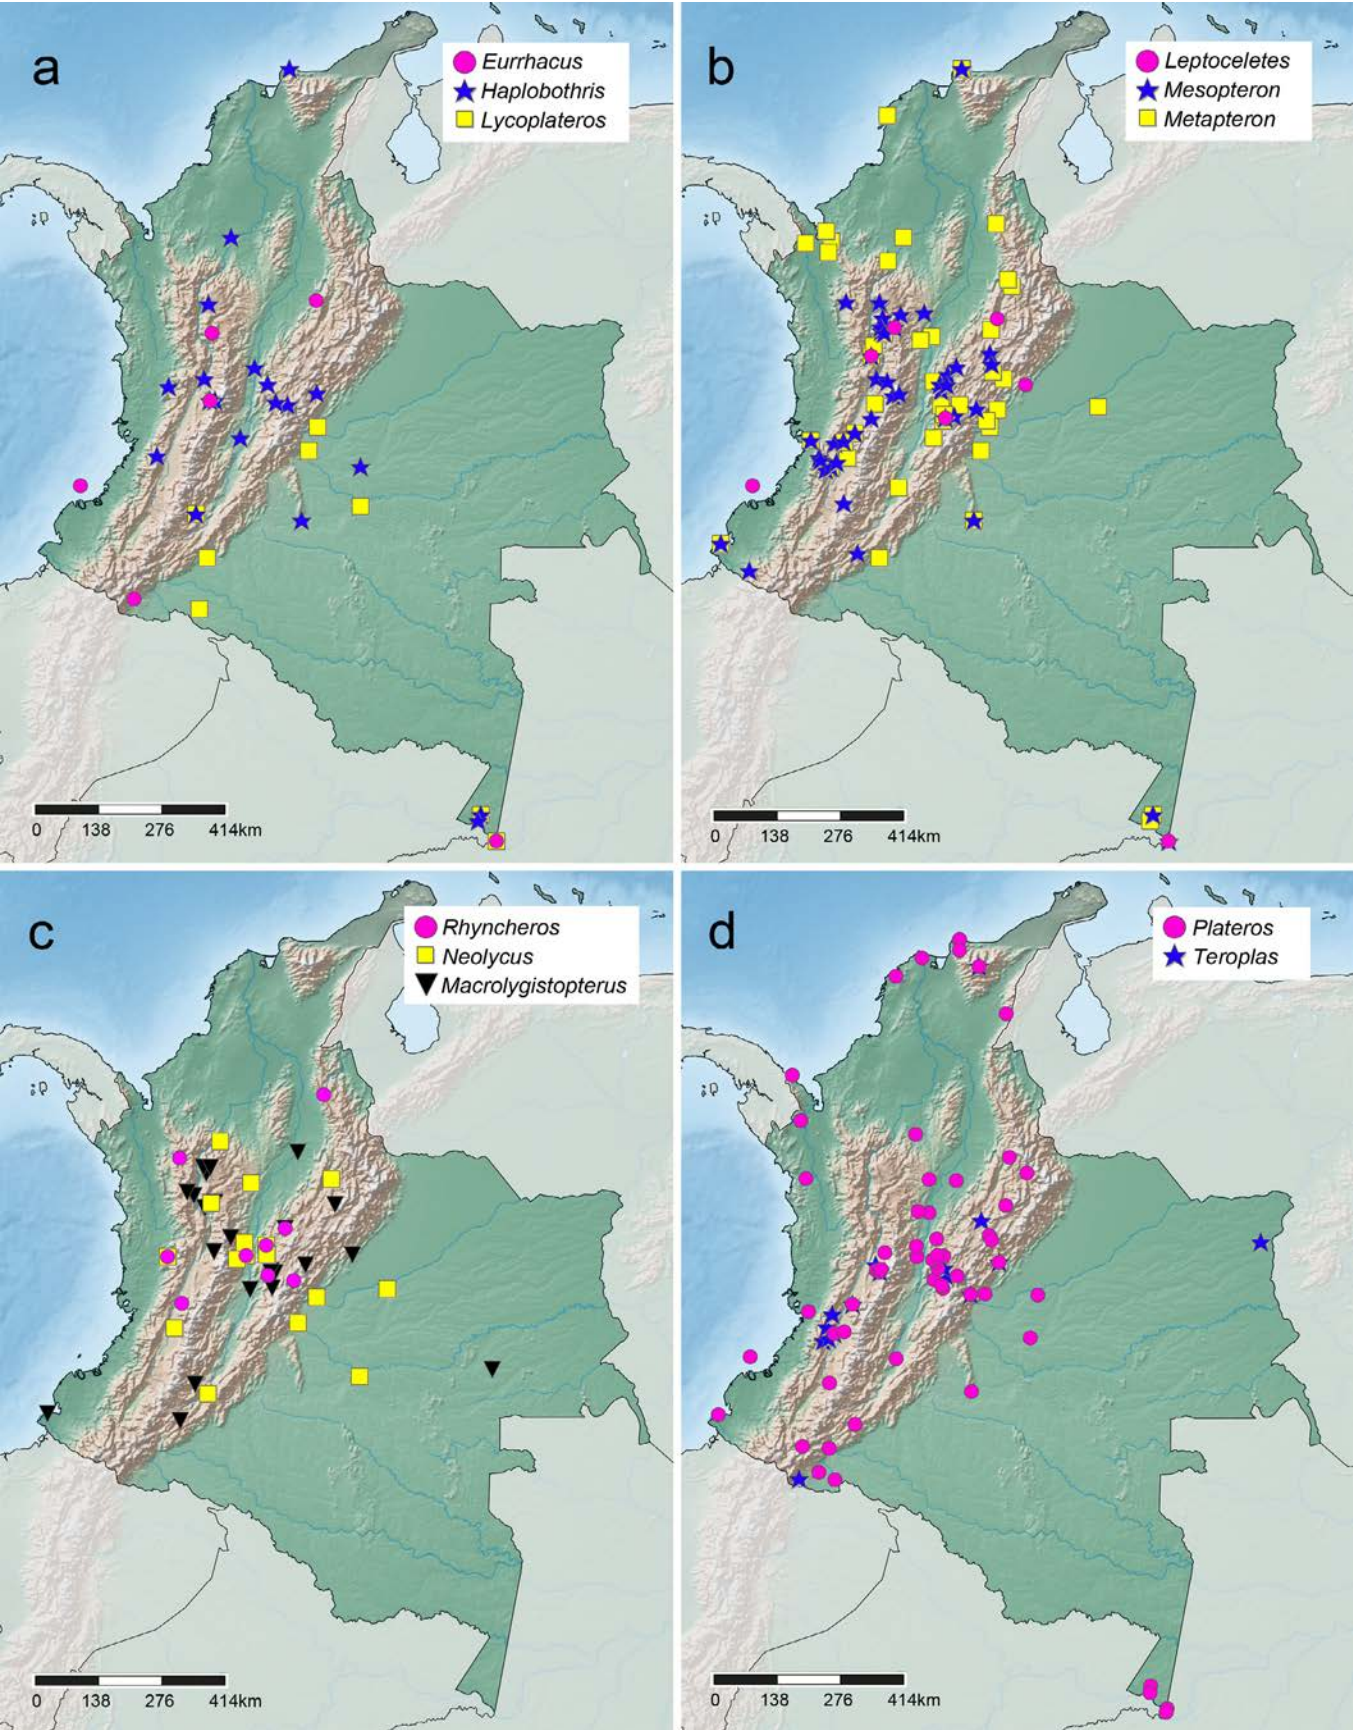 a
Eurrhacus
Haplobothris
Lycoplateros
0 138 276 414km
b
Leptoceletes
Mesopteron
Metapteron
0 138 276 414km
c
Rhyncheros
Neolycus
Macrolygistopterus
0 138 276 414km
d
Plateros
Teroplas
0 138 276 414km